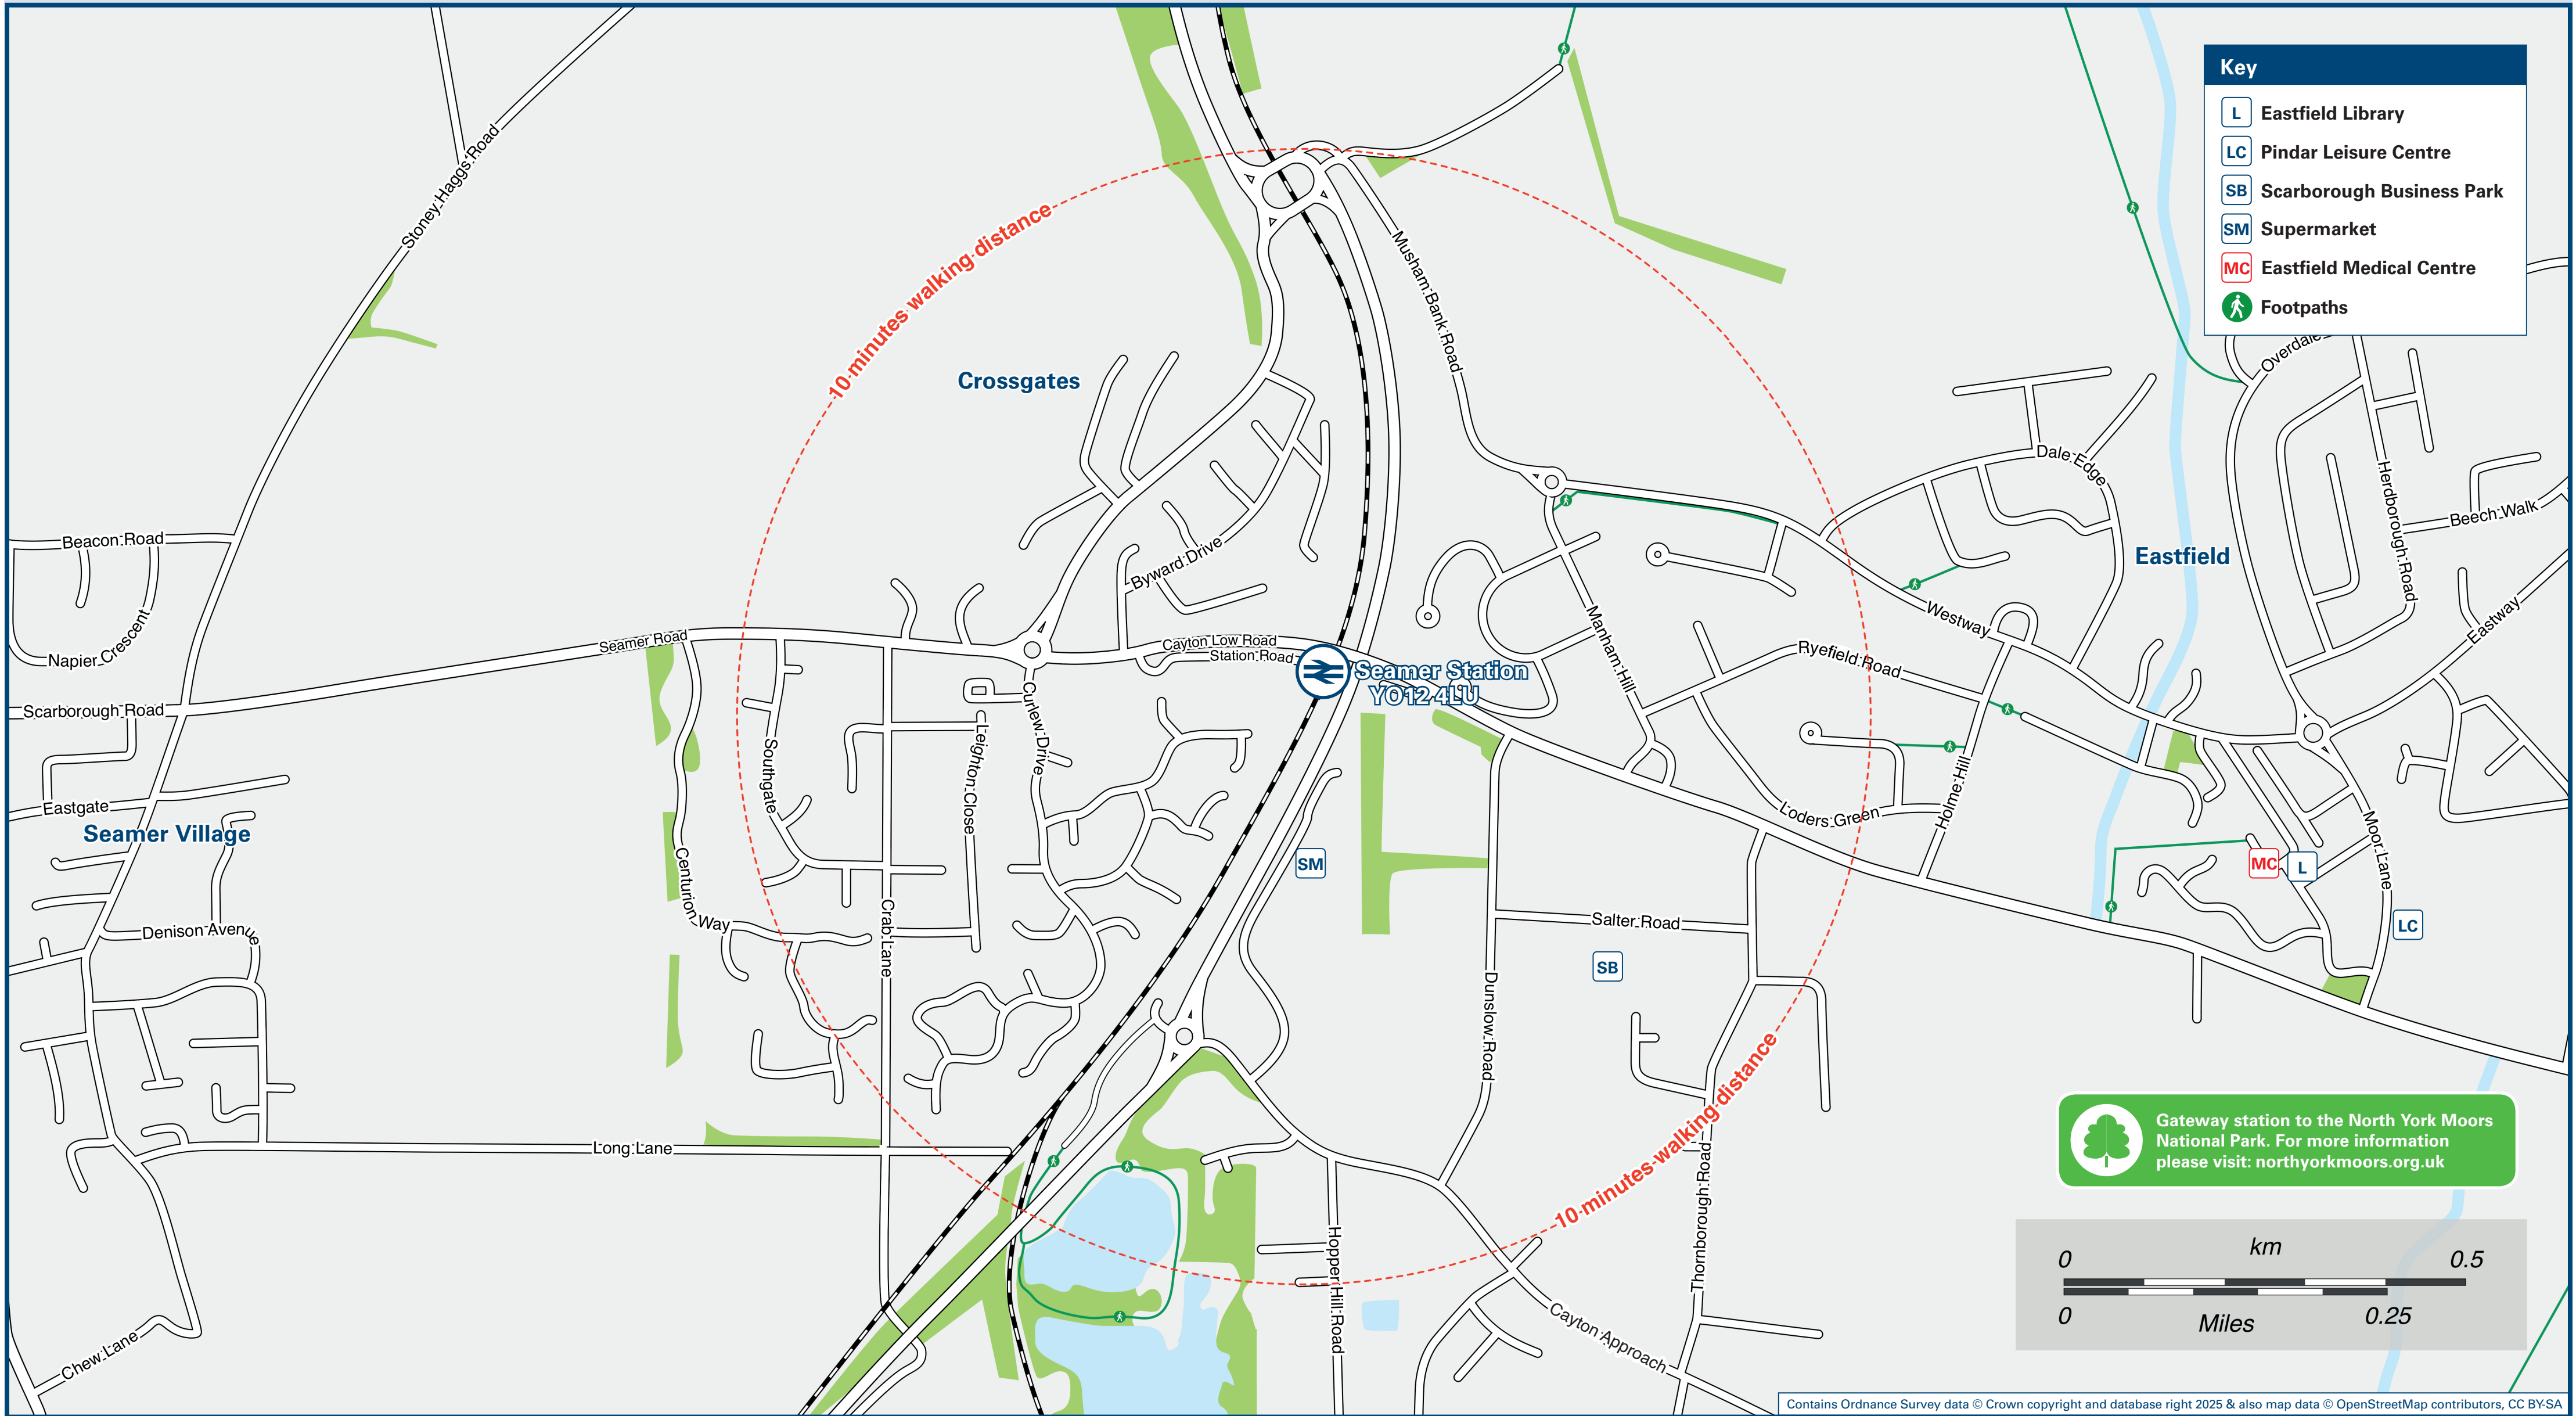 Key
L Eastfield Library
LC Pindar Leisure Centre
SB Scarborough Business Park
SM Supermarket
MC Eastfield Medical Centre
Footpaths
Stoney Haggs Road
10 minutes walking distance
Musham Bank Road
Crossgates
Overdale
Dale Edge
Herdborough Road
Beech Walk
Beacon Road
Byward Drive
Eastfield
Napier Crescent
Seamer Road
Cayton Low Road
Station Road
Seamer Station
YO12 4LU
Manham Hill
Westway
Eastway
Ryefield Road
Scarborough Road
Southgate
Leighton Close
Curlew Drive
Eastgate
Seamer Village
Loders Green
Holme Hill
Moor Lane
SM
MC
L
Centurion Way
Crab Lane
Denison Avenue
Salter Road
LC
SB
Dunslow Road
Long Lane
10 minutes walking distance
Thornborough Road
Gateway station to the North York Moors
National Park. For more information
please visit: northyorkmoors.org.uk
Hopper Hill Road
Cayton Approach
Chew Lane
km
0 0.5
0 0.25
Miles
Contains Ordnance Survey data © Crown copyright and database right 2025 & also map data © OpenStreetMap contributors, CC BY-SA